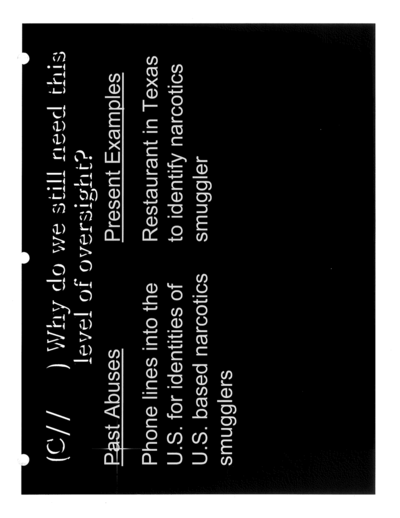 (C//   ) Why do we still need this
level of oversight?
Past Abuses
Phone lines into the
U.S. for identities of
U.S. based narcotics
smugglers
Present Examples
Restaurant in Texas
to identify narcotics
smuggler